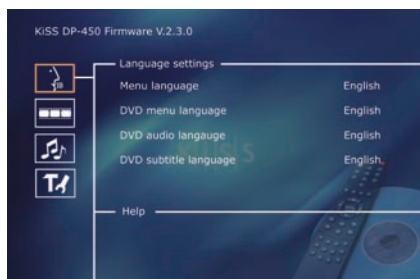 KiSS DP-450 Firmware V.2.3.0
Language settings
Menu language English
DVD menu language English
DVD audio langauge English
DVD subtitle language English
Help